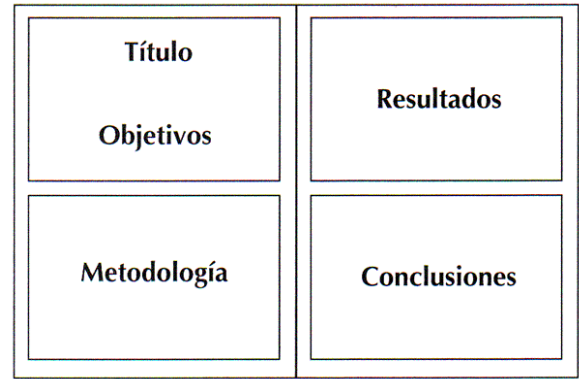 Título
Objetivos
Metodología
Resultados
Conclusiones